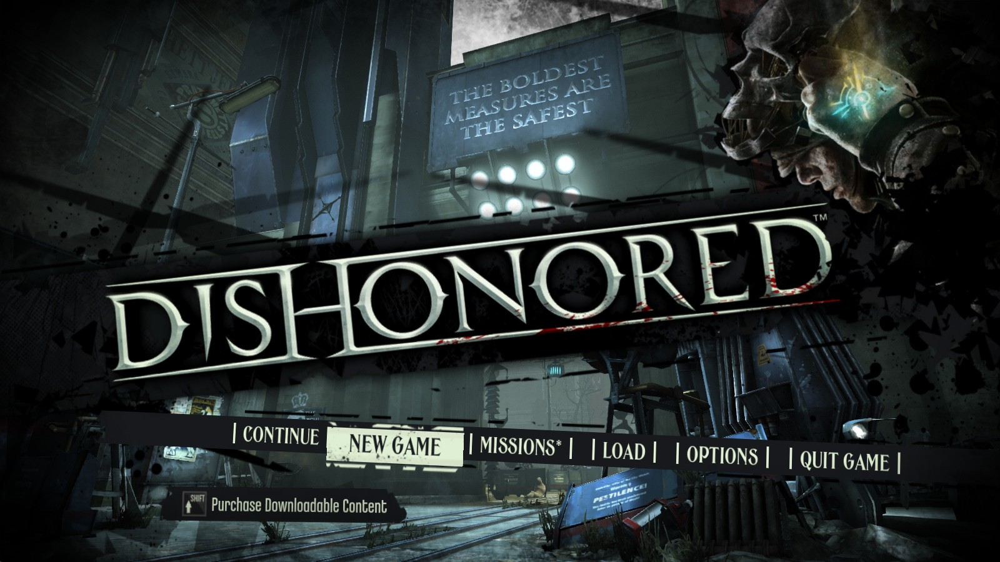 THE BOLDEST
MEASURES ARE
THE SAFEST
DISHONORED™
CONTINUE
NEW GAME
MISSIONS*
LOAD
OPTIONS
QUIT GAME
PESTILENCE!
SHIFT
Purchase Downloadable Content